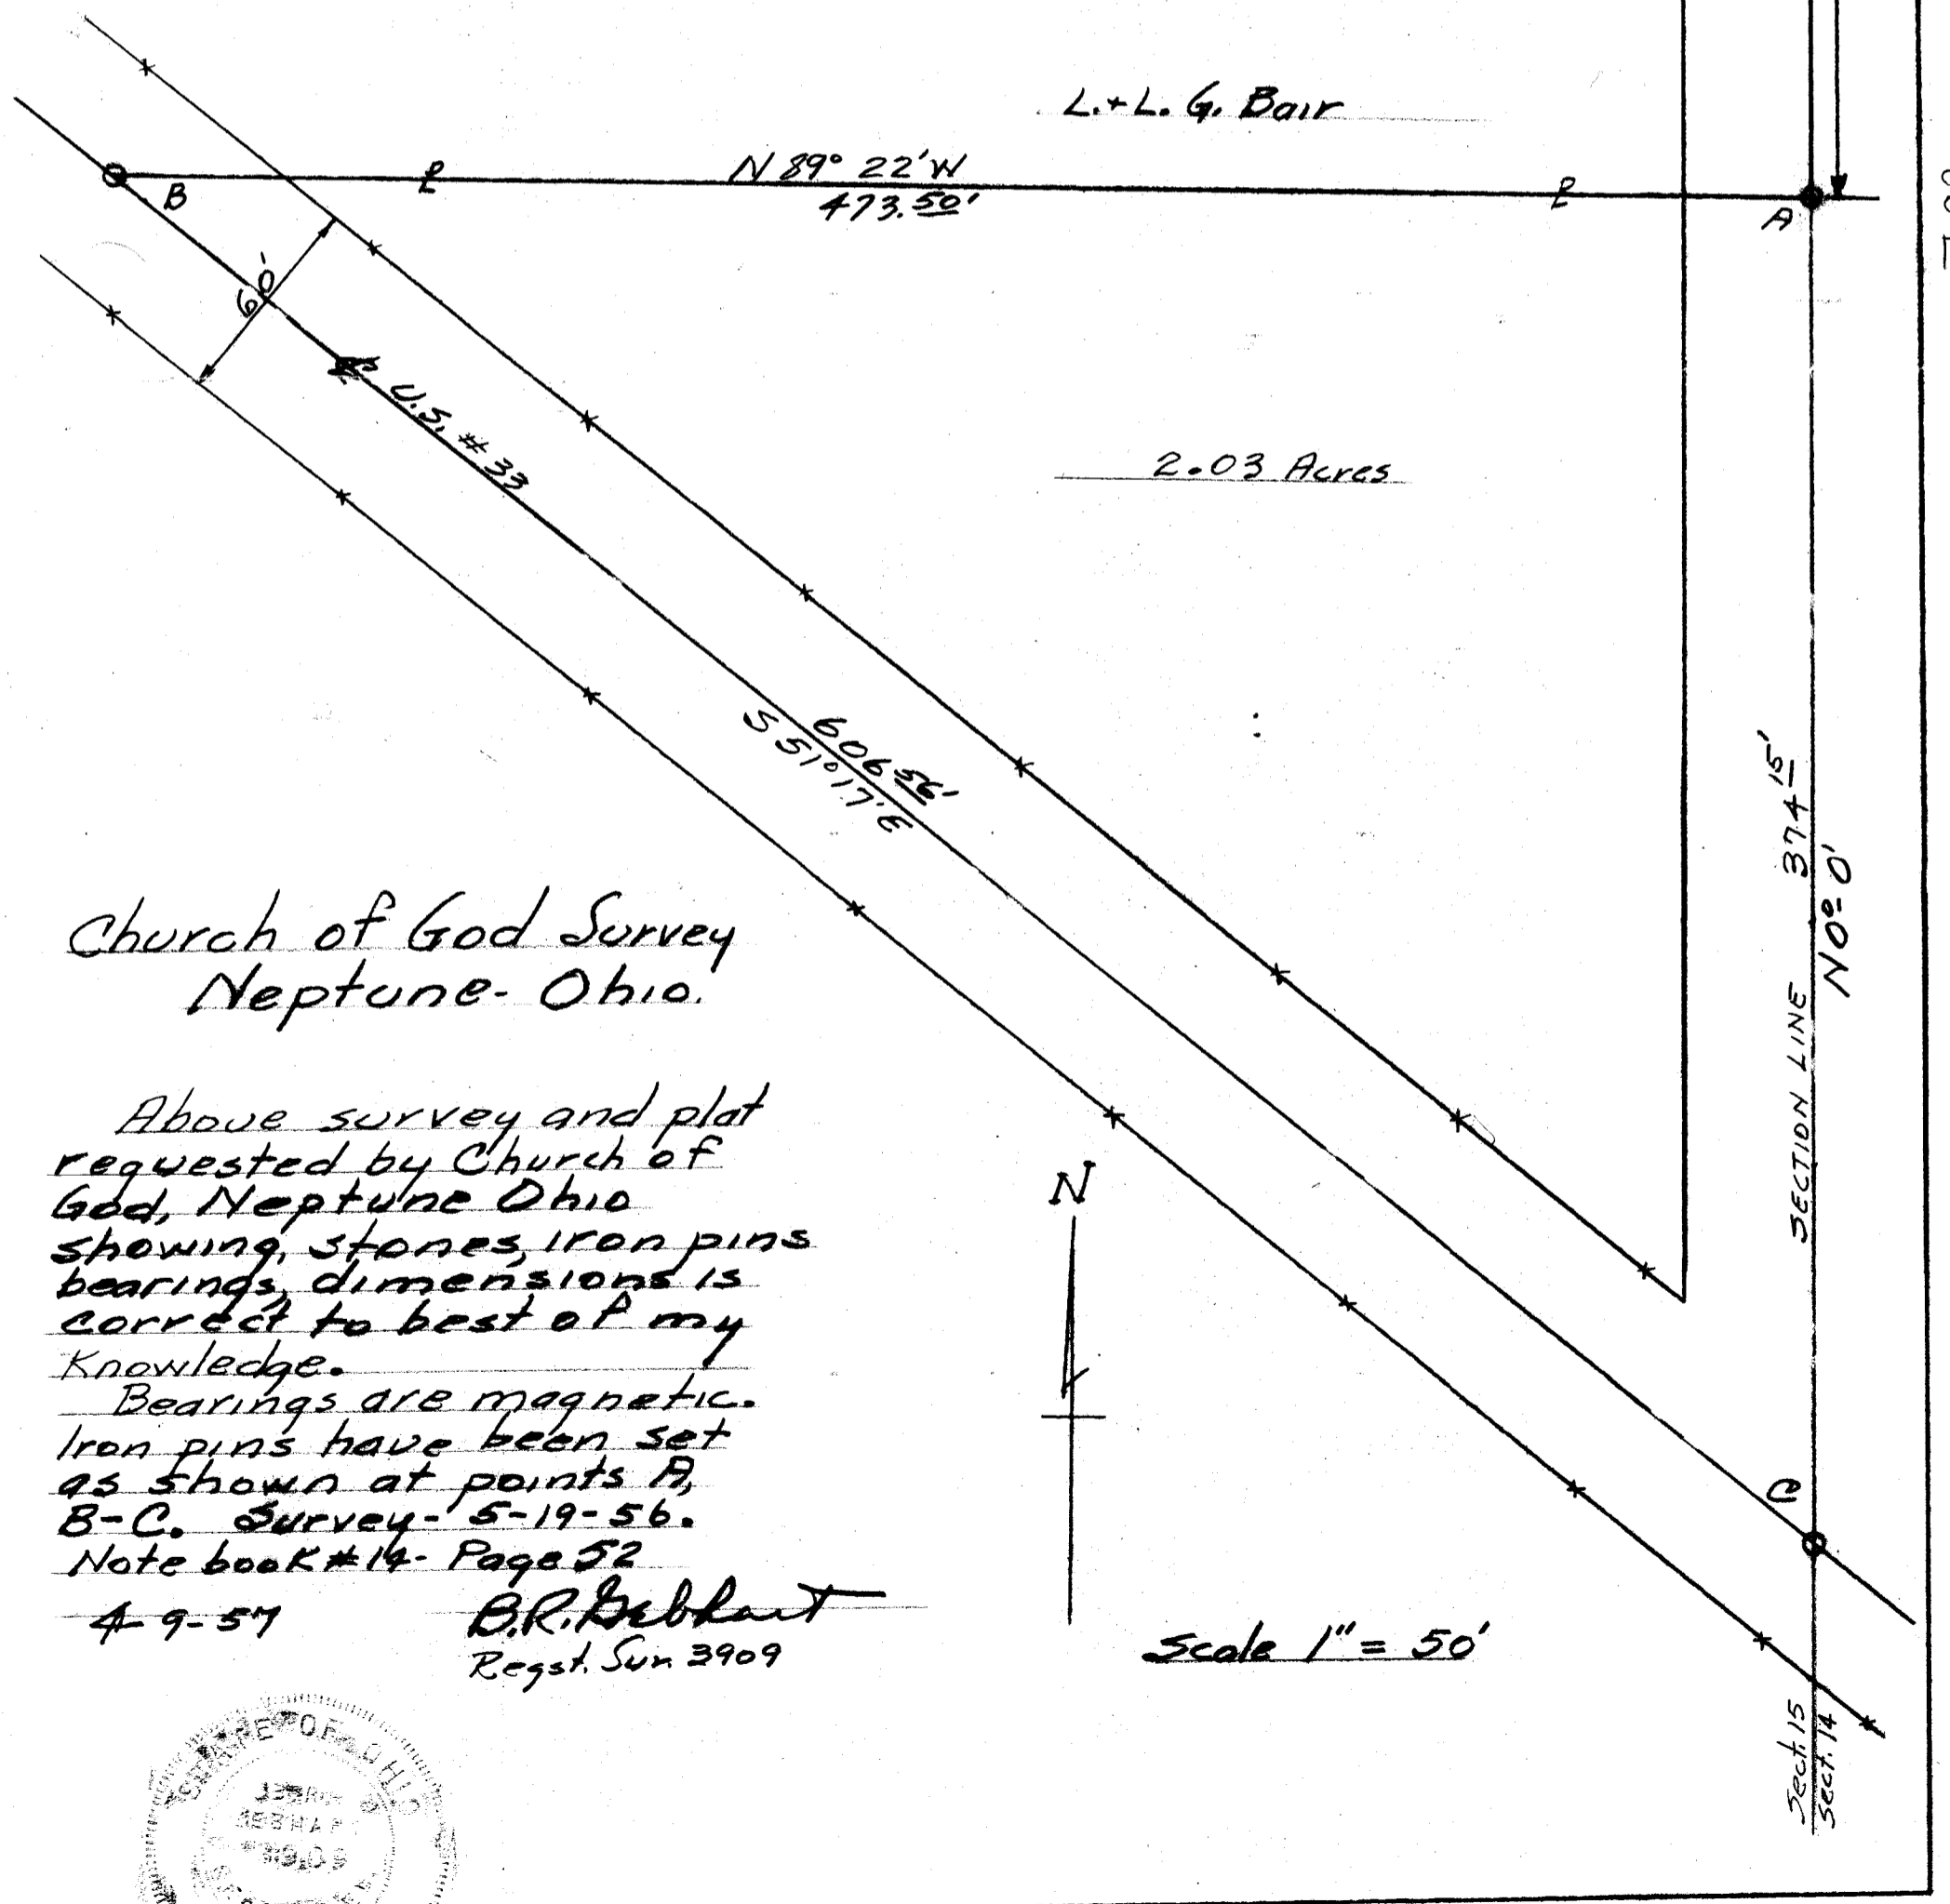 L.+L. G. Bair
N 89° 22' W
473.50'
B
A
60'
U.S. #33
2.03 Acres
606.56'
S 51° 17' E
SECTION LINE 374.15'
N 0° 0'
Church of God Survey
Neptune-Ohio.
Above survey and plat
requested by Church of
God, Neptune Ohio
showing, stones, iron pins
bearings, dimensions is
correct to best of my
Knowledge.
Bearings are magnetic.
Iron pins have been set
as shown at points A,
B-C. Survey- 5-19-56.
Note book #14- Page 52
4-9-57
B.R. Gebhart
Regst. Sur. 3909
N
C
Scale 1" = 50'
Sect. 15
Sect. 14
STATE OF OHIO